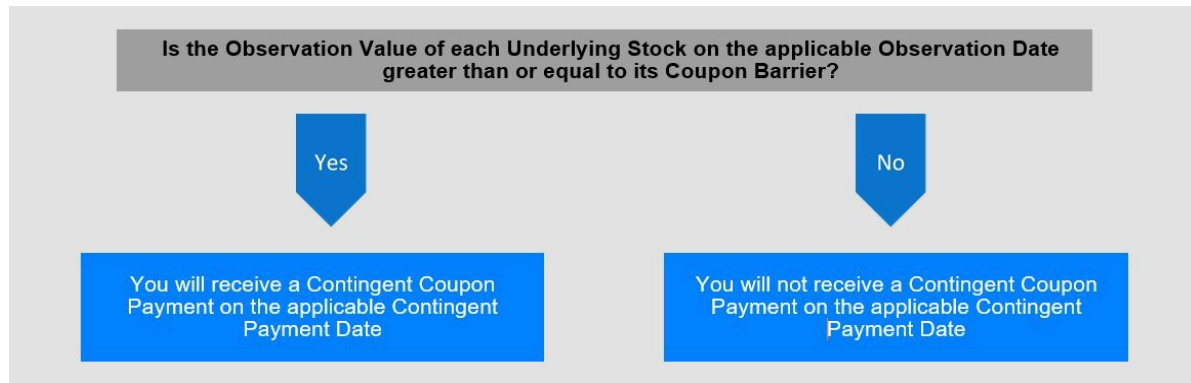 Is the Observation Value of each Underlying Stock on the applicable Observation Date
greater than or equal to its Coupon Barrier?
Yes
No
You will receive a Contingent Coupon
Payment on the applicable Contingent
Payment Date
You will not receive a Contingent Coupon
Payment on the applicable Contingent
Payment Date